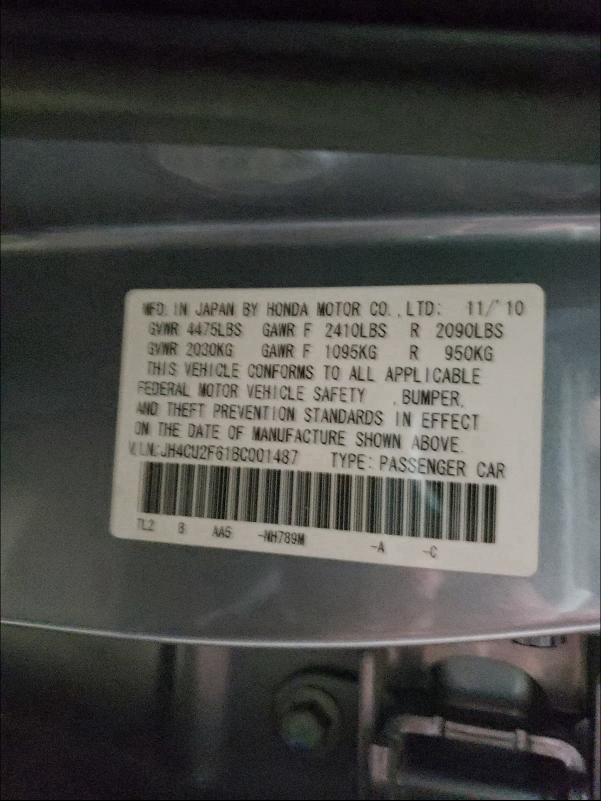 MFD. IN JAPAN BY HONDA MOTOR CO.,LTD: 11/'10
GVWR 4475LBS GAWR F 2410LBS R 2090LBS
GVWR 2030KG GAWR F 1095KG R 950KG
THIS VEHICLE CONFORMS TO ALL APPLICABLE
FEDERAL MOTOR VEHICLE SAFETY ,BUMPER,
AND THEFT PREVENTION STANDARDS IN EFFECT
ON THE DATE OF MANUFACTURE SHOWN ABOVE.
V.I.N:JH4CU2F61BC001487 TYPE:PASSENGER CAR
TL2 B AA5 -NH789M -A -C